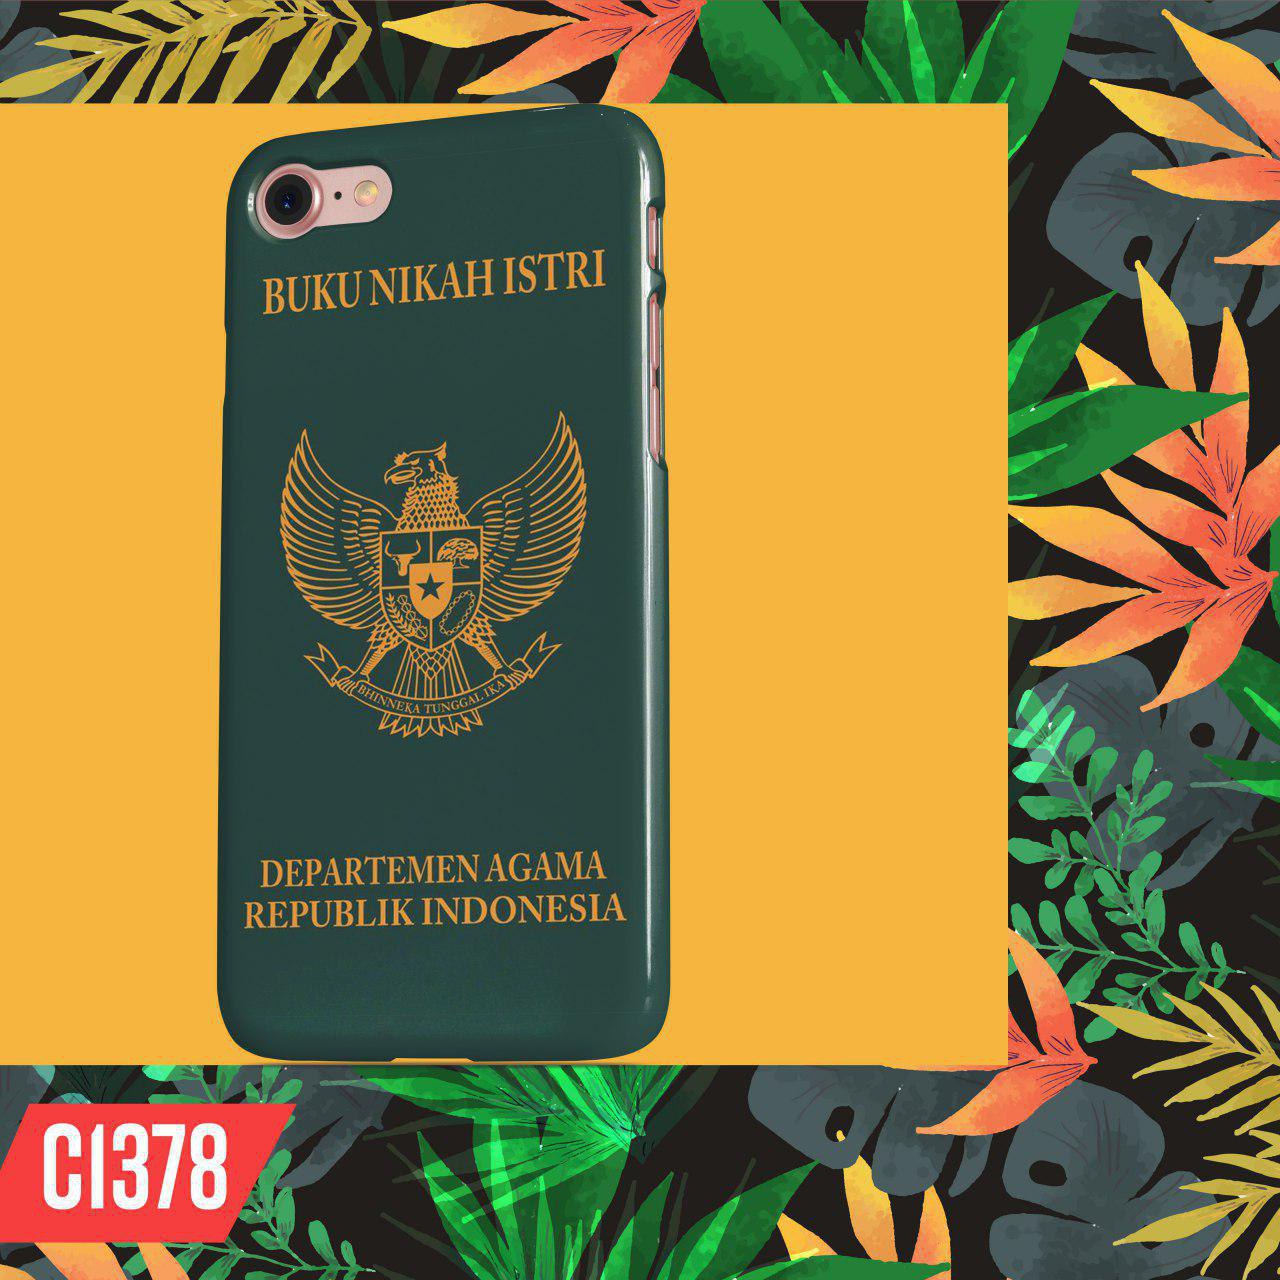 BUKU NIKAH ISTRI
BHINNEKA TUNGGAL IKA
DEPARTEMEN AGAMA
REPUBLIK INDONESIA
C1378